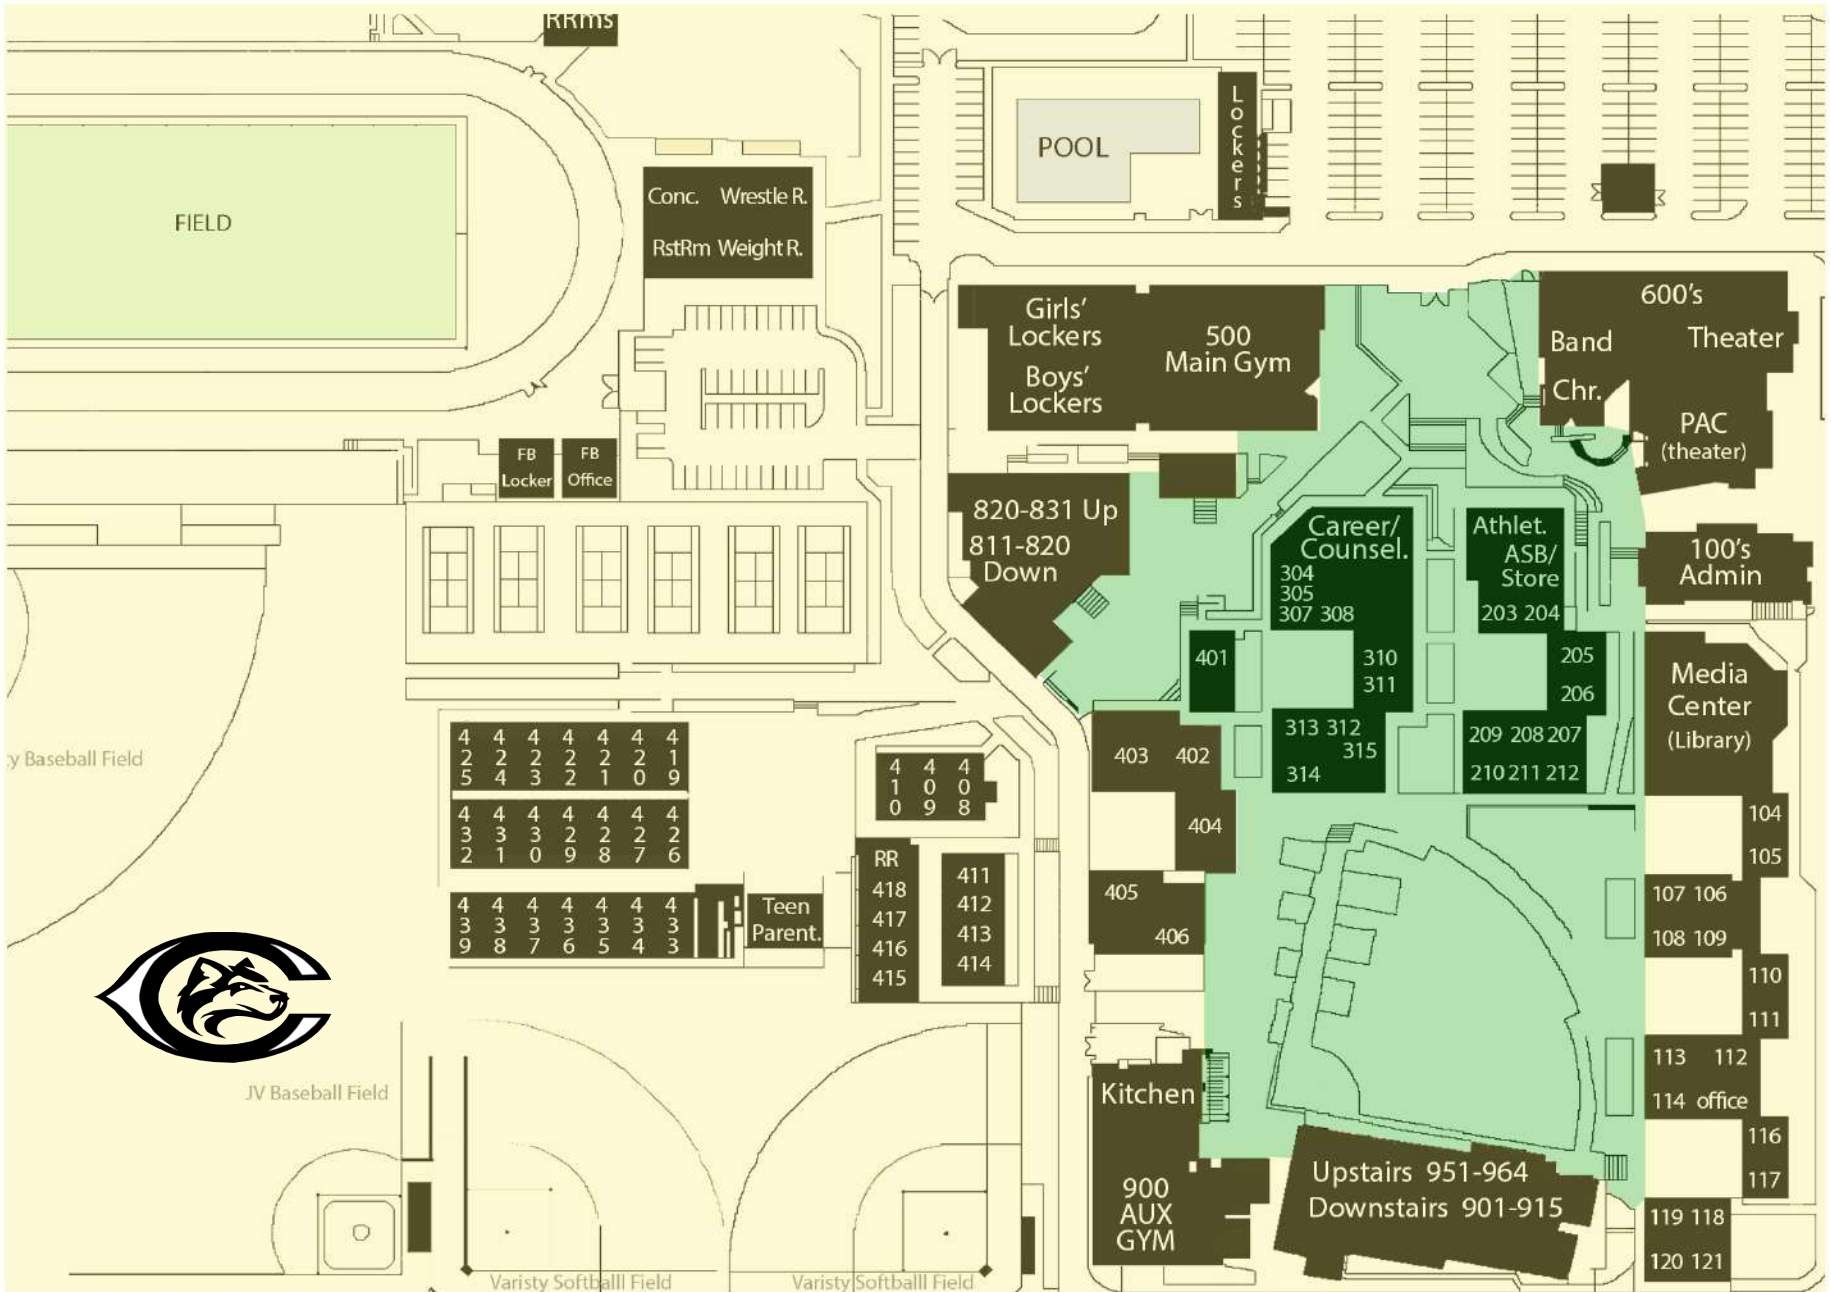 RRms
Lockers
POOL
Conc. Wrestle R.
RstRm Weight R.
FIELD
Girls'
Lockers
Boys'
Lockers
500
Main Gym
600's
Band
Theater
Chr.
PAC
(theater)
FB
Locker
FB
Office
820-831 Up
811-820
Down
Career/
Counsel.
304
305
307 308
310
311
313 312
315
314
Athlet.
ASB/
Store
203 204
205
206
209 208 207
210 211 212
100's
Admin
Media
Center
(Library)
401
403 402
404
405
406
425 424 423 422 421 420 419
432 431 430 429 428 427 426
439 438 437 436 435 434 433
Teen
Parent.
410 409 408
RR
418
417
416
415
411
412
413
414
104
105
107 106
108 109
110
111
113 112
114 office
116
117
119 118
120 121
Kitchen
900
AUX
GYM
Upstairs 951-964
Downstairs 901-915
y Baseball Field
C
JV Baseball Field
Varisty Softballl Field
Varisty Softballl Field